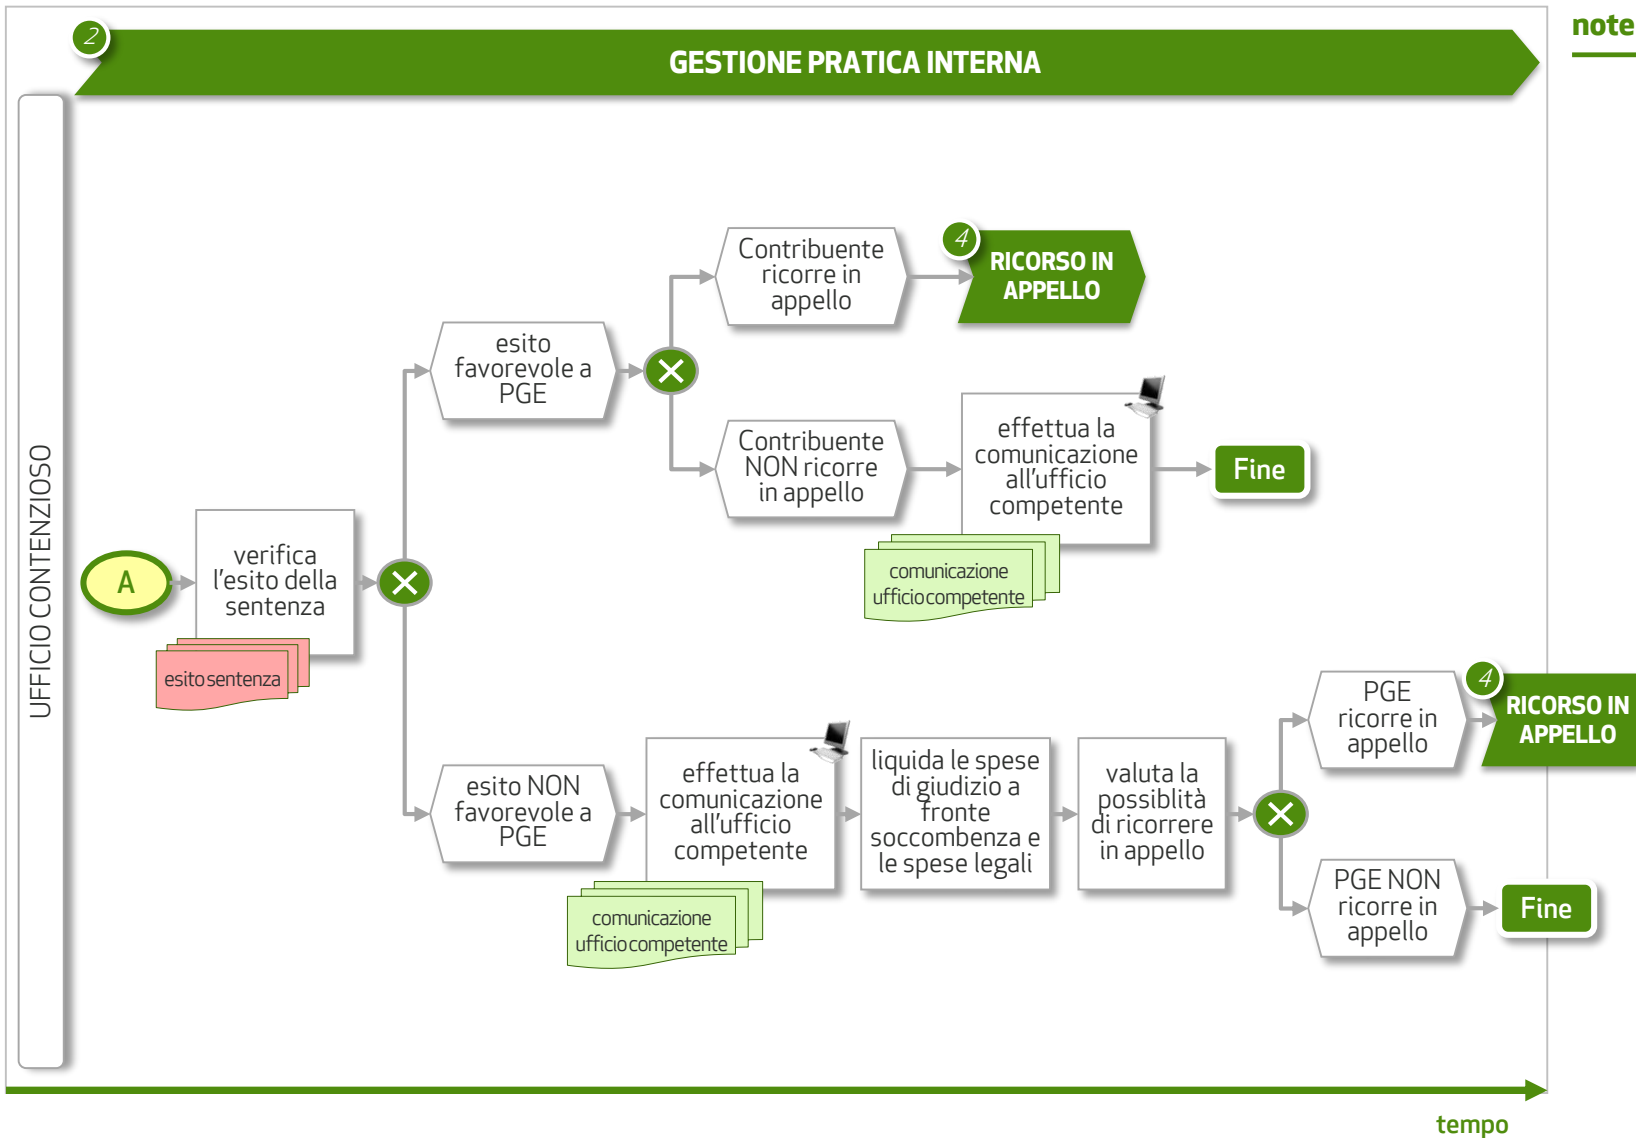 note
2
GESTIONE PRATICA INTERNA
UFFICIO CONTENZIOSO
Contribuente
ricorre in
appello
4
RICORSO IN
APPELLO
esito
favorevole a
PGE
Contribuente
NON ricorre
in appello
effettua la
comunicazione
all'ufficio
competente
Fine
comunicazione
ufficio competente
A
verifica
l'esito della
sentenza
esito sentenza
esito NON
favorevole a
PGE
effettua la
comunicazione
all'ufficio
competente
comunicazione
ufficio competente
liquida le spese
di giudizio a
fronte
soccombenza e
le spese legali
valuta la
possiblità
di ricorrere
in appello
PGE
ricorre in
appello
4
RICORSO IN
APPELLO
PGE NON
ricorre in
appello
Fine
tempo